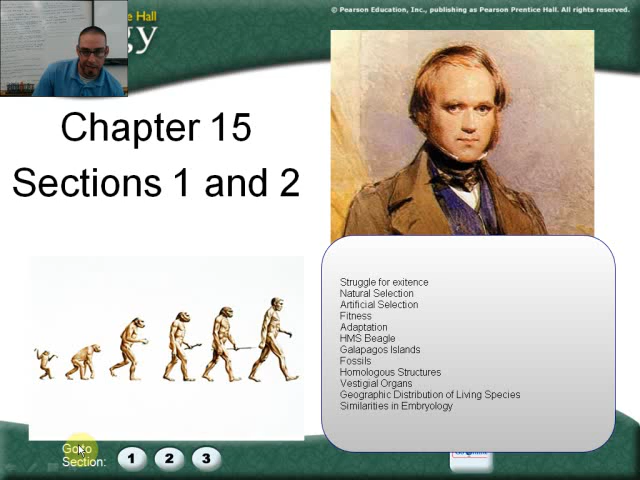 © Pearson Education, Inc., publishing as Pearson Prentice Hall. All rights reserved.
Hall
Chapter 15
Sections 1 and 2
Struggle for exitence
Natural Selection
Artificial Selection
Fitness
Adaptation
HMS Beagle
Galapagos Islands
Fossils
Homologous Structures
Vestigial Organs
Geographic Distribution of Living Species
Similarities in Embryology
Go to
Section:
1
2
3